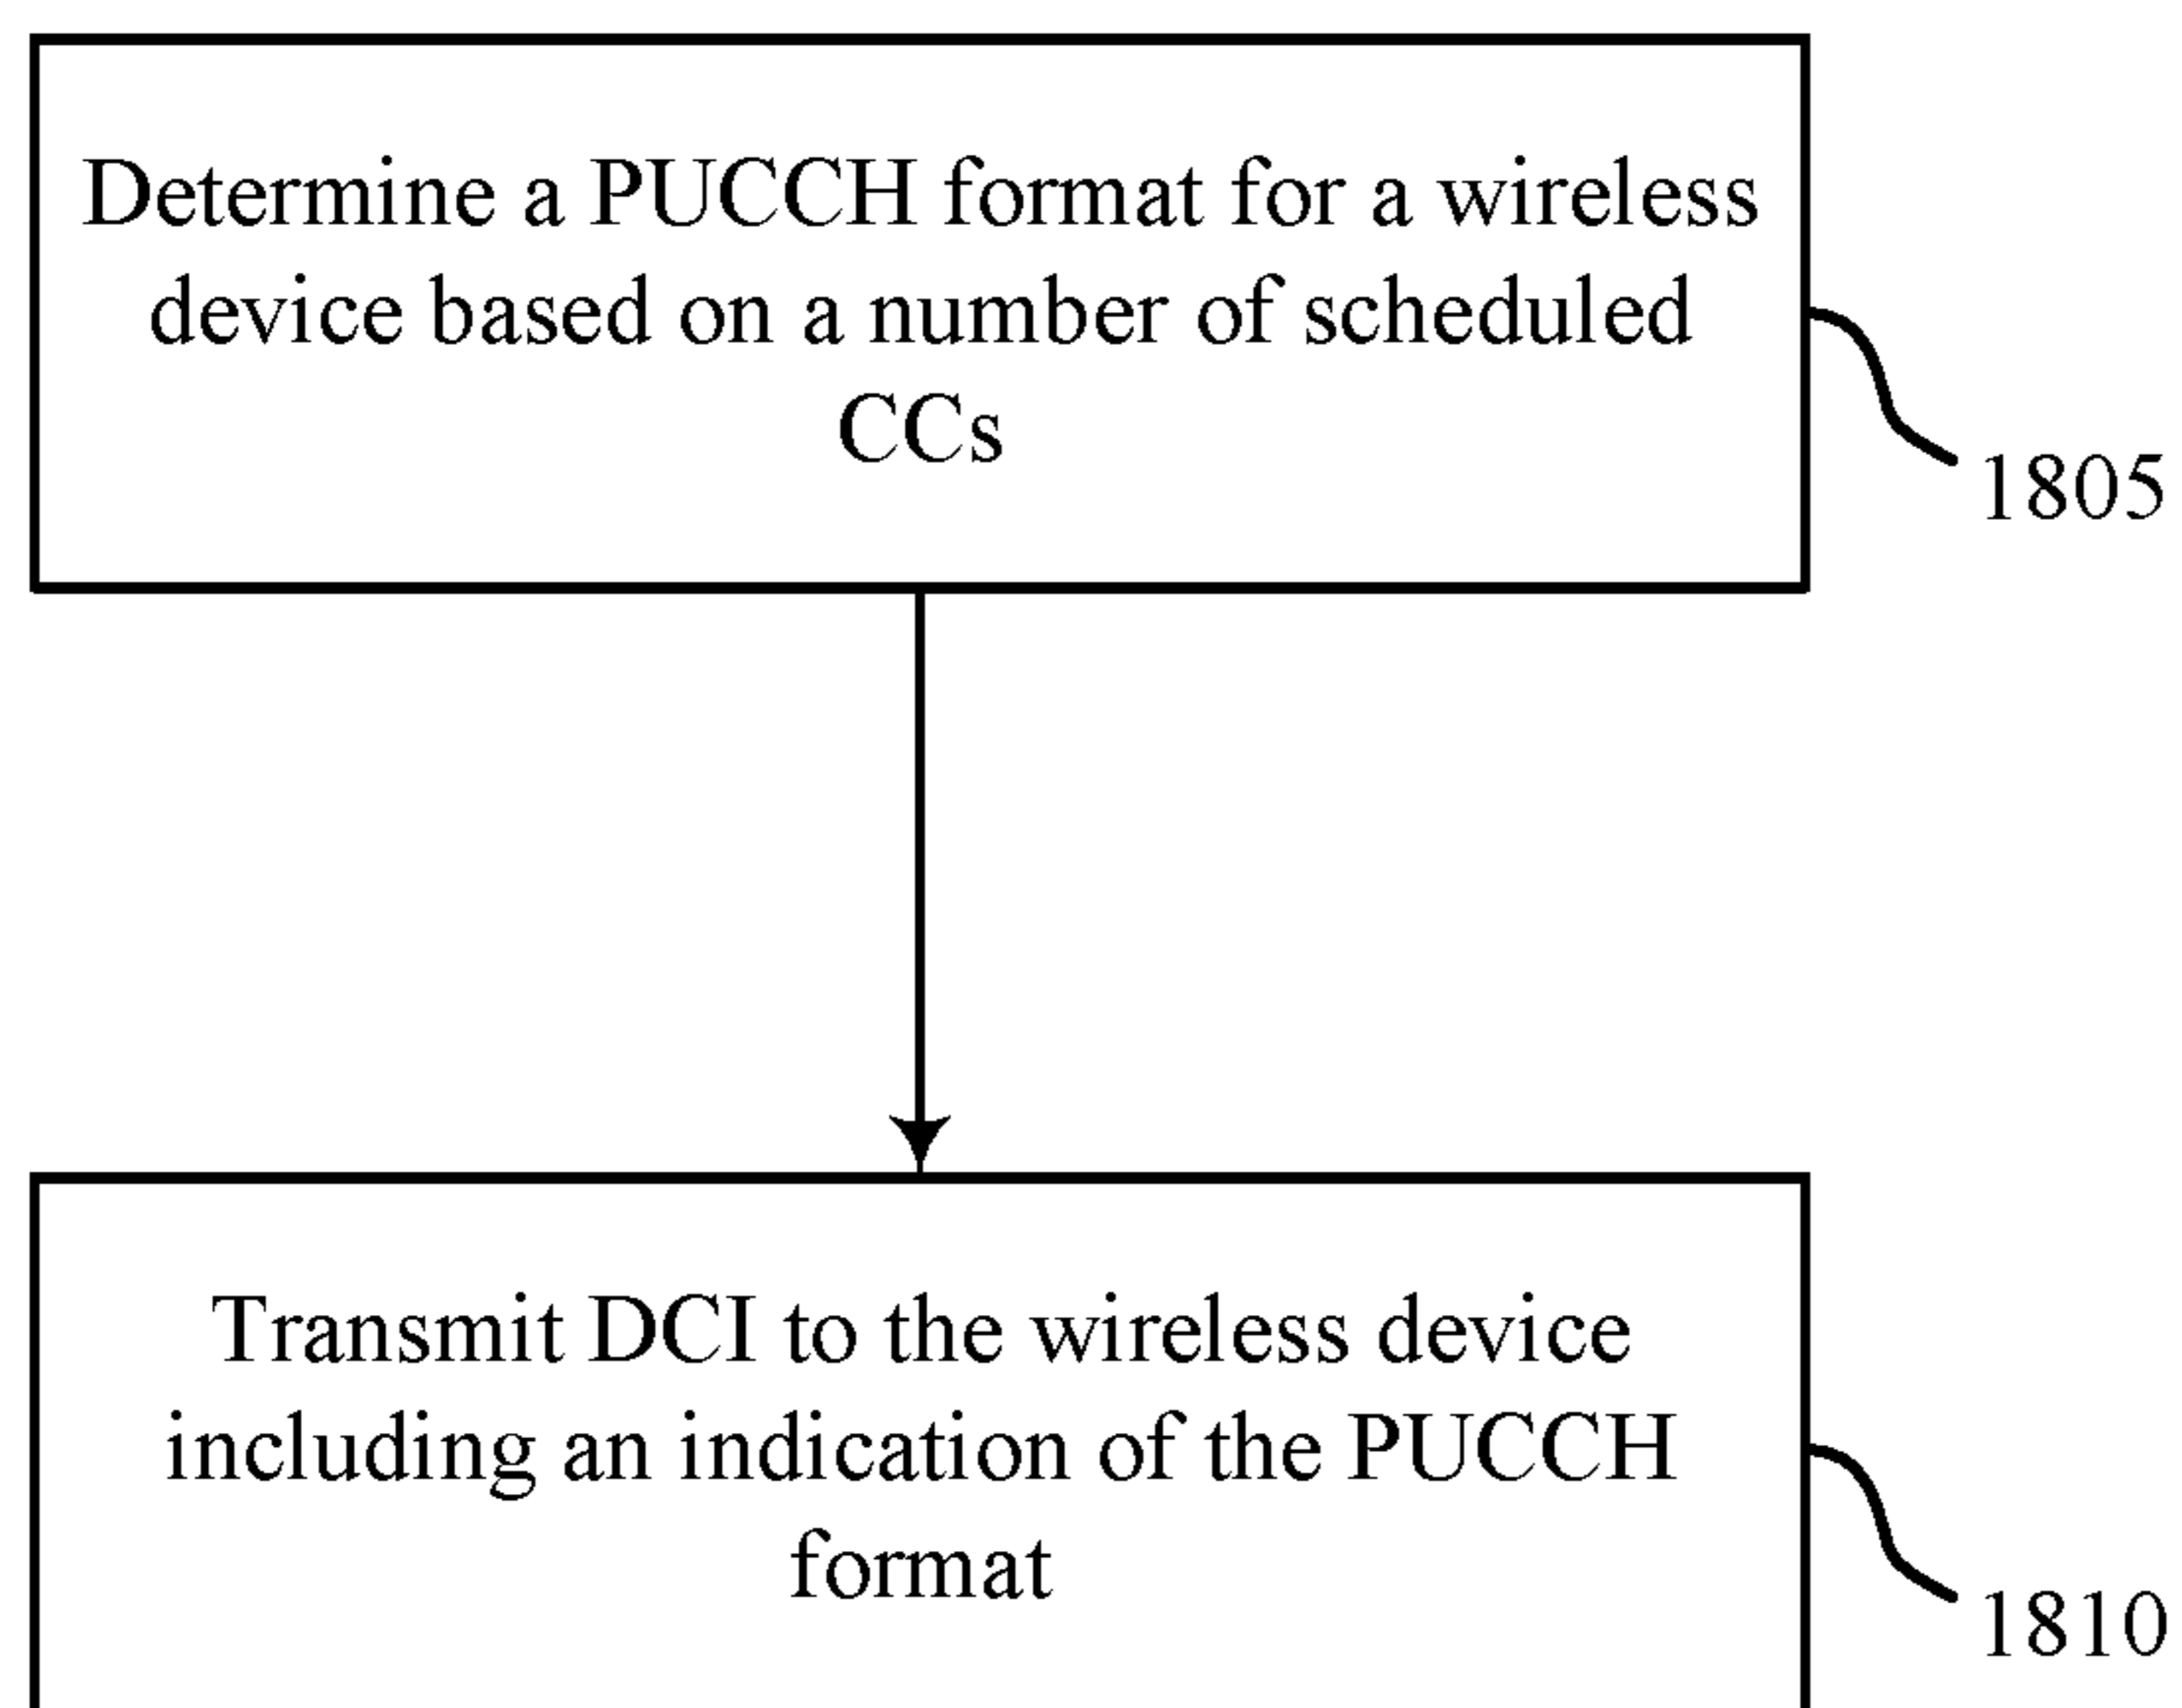 Determine a PUCCH format for a wireless
device based on a number of scheduled
CCs
1805
Transmit DCI to the wireless device
including an indication of the PUCCH
format
1810